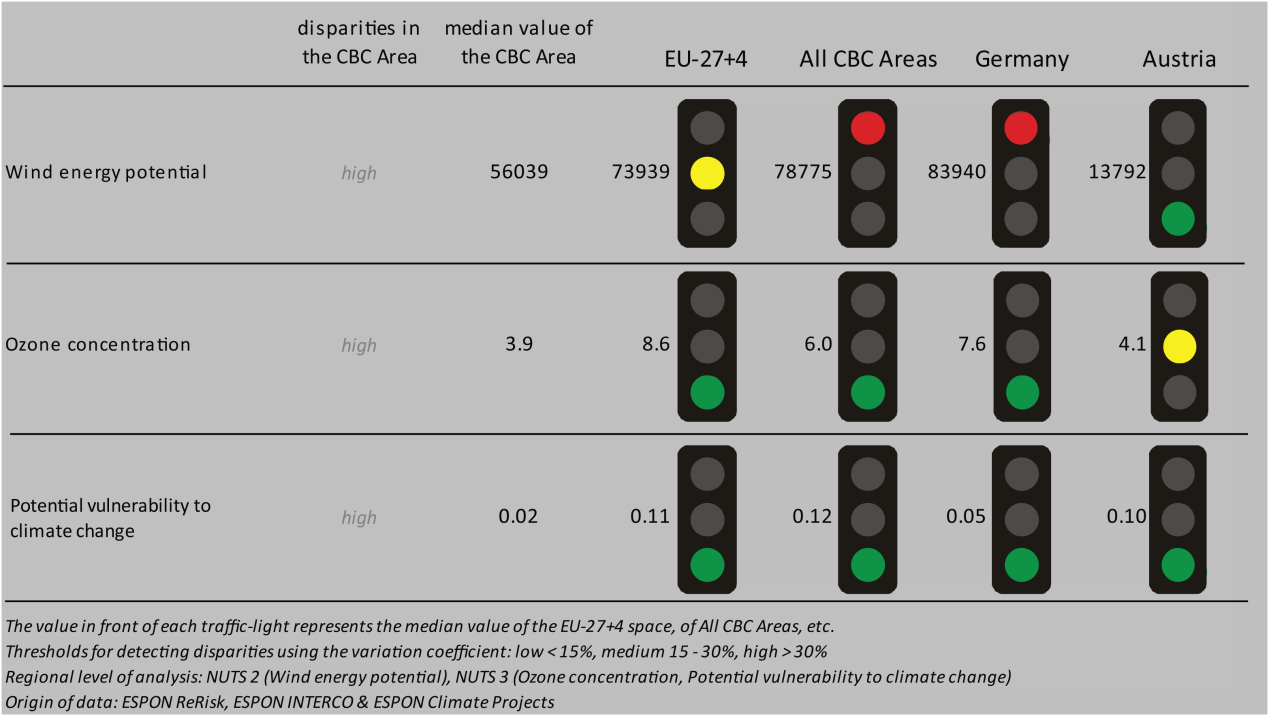 disparities in
the CBC Area
median value of
the CBC Area
EU-27+4
All CBC Areas
Germany
Austria
Wind energy potential
high
56039
73939
78775
83940
13792
Ozone concentration
high
3.9
8.6
6.0
7.6
4.1
Potential vulnerability to
climate change
high
0.02
0.11
0.12
0.05
0.10
The value in front of each traffic-light represents the median value of the EU-27+4 space, of All CBC Areas, etc.
Thresholds for detecting disparities using the variation coefficient: low < 15%, medium 15 - 30%, high > 30%
Regional level of analysis: NUTS 2 (Wind energy potential), NUTS 3 (Ozone concentration, Potential vulnerability to climate change)
Origin of data: ESPON ReRisk, ESPON INTERCO & ESPON Climate Projects